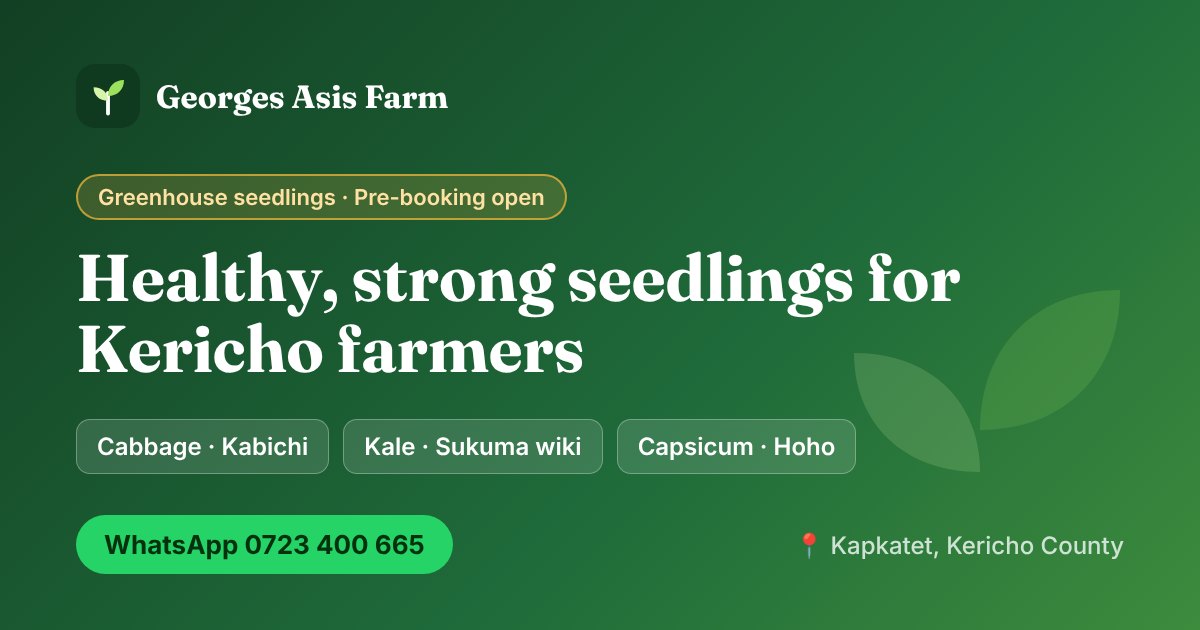 Georges Asis Farm
Greenhouse seedlings · Pre-booking open
Healthy, strong seedlings for
Kericho farmers
Cabbage · Kabichi
Kale · Sukuma wiki
Capsicum · Hoho
WhatsApp 0723 400 665
Kapkatet, Kericho County